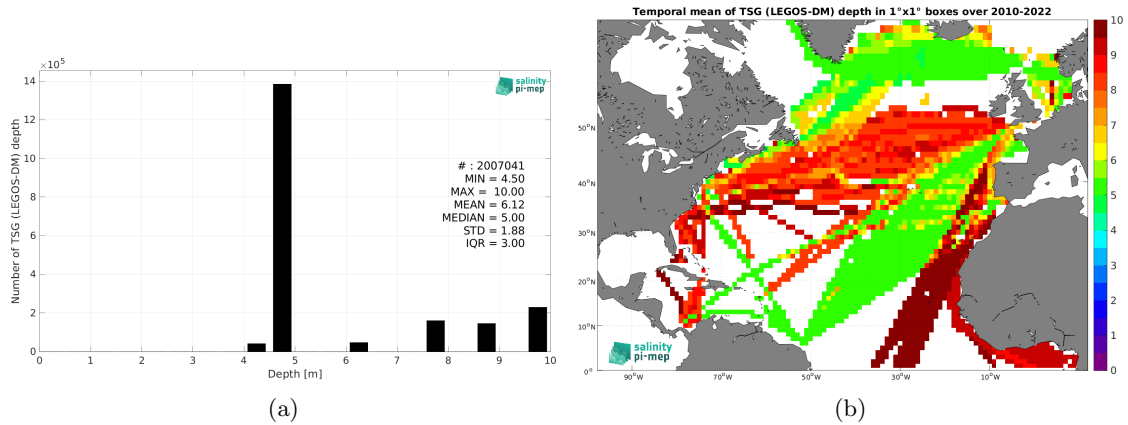 ×10⁵
14
12
10
8
6
4
2
0
Number of TSG (LEGOS-DM) depth
salinity
pi-mep
# : 2007041
MIN = 4.50
MAX = 10.00
MEAN = 6.12
MEDIAN = 5.00
STD = 1.88
IQR = 3.00
0 1 2 3 4 5 6 7 8 9 10
Depth [m]
(a)
Temporal mean of TSG (LEGOS-DM) depth in 1°x1° boxes over 2010-2022
50°N
40°N
30°N
20°N
10°N
0°
90°W 70°W 50°W 30°W 10°W
salinity
pi-mep
10
9
8
7
6
5
4
3
2
1
0
(b)